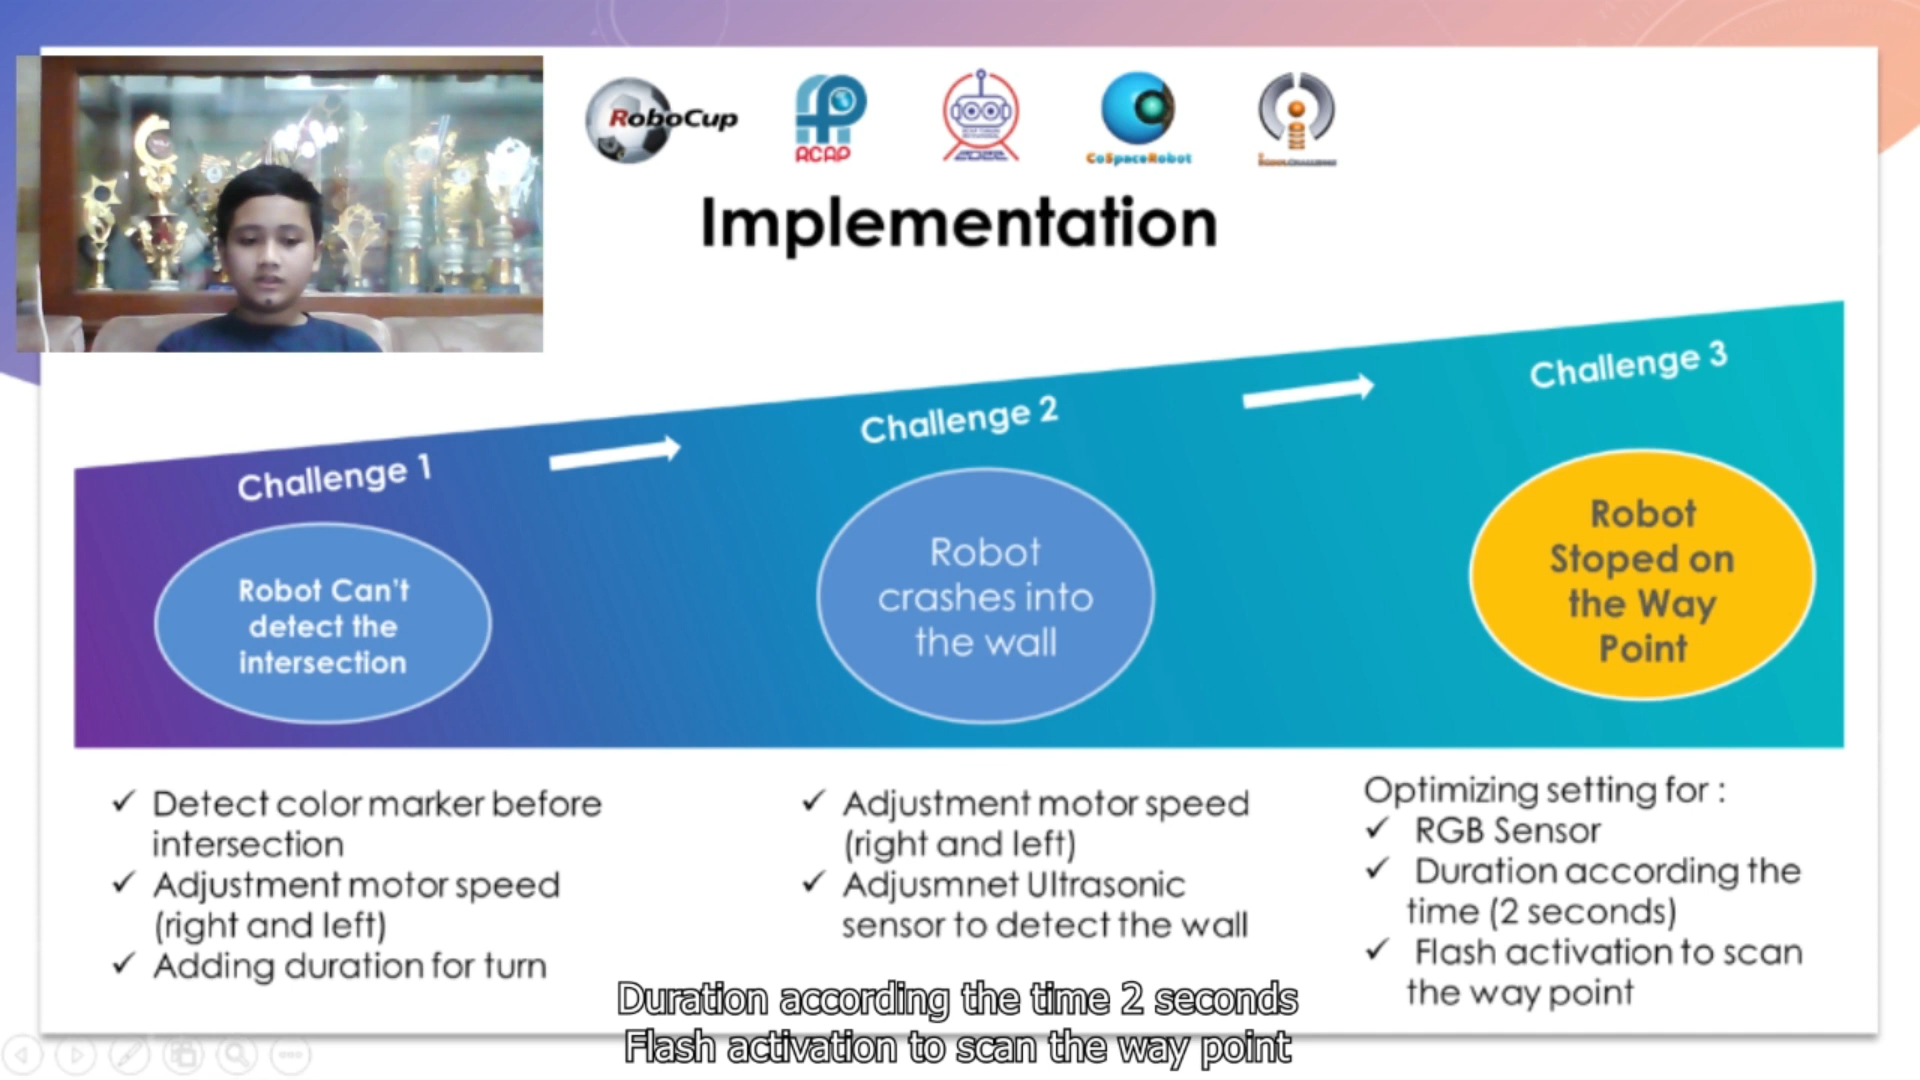 RoboCup
RCAP
CoSpaceRobot
Implementation
Challenge 1
Challenge 2
Challenge 3
Robot Can't
detect the
intersection
Robot
crashes into
the wall
Robot
Stoped on
the Way
Point
✓ Detect color marker before
intersection
✓ Adjustment motor speed
(right and left)
✓ Adding duration for turn
✓ Adjustment motor speed
(right and left)
✓ Adjusmnet Ultrasonic
sensor to detect the wall
Optimizing setting for :
✓ RGB Sensor
✓ Duration according the
time (2 seconds)
✓ Flash activation to scan
the way point
Duration according the time 2 seconds
Flash activation to scan the way point